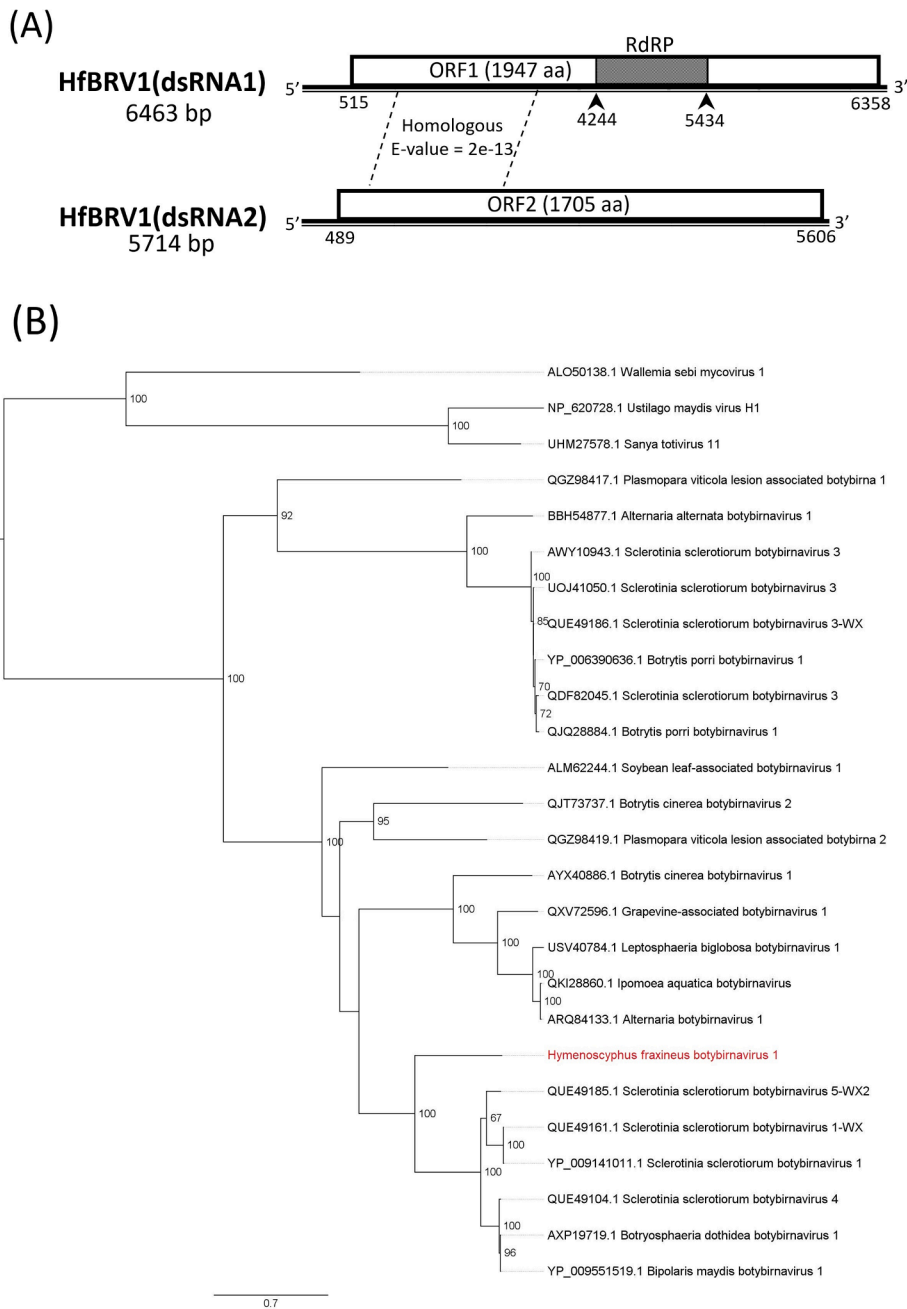 (A)
RdRP
HfBRV1(dsRNA1)
6463 bp
5′
ORF1 (1947 aa)
3′
515
4244
5434
6358
Homologous
E-value = 2e-13
HfBRV1(dsRNA2)
5714 bp
5′
ORF2 (1705 aa)
3′
489
5606
(B)
ALO50138.1 Wallemia sebi mycovirus 1
100
NP_620728.1 Ustilago maydis virus H1
100
UHM27578.1 Sanya totivirus 11
QGZ98417.1 Plasmopara viticola lesion associated botybirna 1
92
BBH54877.1 Alternaria alternata botybirnavirus 1
100
AWY10943.1 Sclerotinia sclerotiorum botybirnavirus 3
100
UOJ41050.1 Sclerotinia sclerotiorum botybirnavirus 3
85
QUE49186.1 Sclerotinia sclerotiorum botybirnavirus 3-WX
YP_006390636.1 Botrytis porri botybirnavirus 1
100
70
QDF82045.1 Sclerotinia sclerotiorum botybirnavirus 3
72
QJQ28884.1 Botrytis porri botybirnavirus 1
ALM62244.1 Soybean leaf-associated botybirnavirus 1
QJT73737.1 Botrytis cinerea botybirnavirus 2
95
100
QGZ98419.1 Plasmopara viticola lesion associated botybirna 2
AYX40886.1 Botrytis cinerea botybirnavirus 1
100
QXV72596.1 Grapevine-associated botybirnavirus 1
100
USV40784.1 Leptosphaeria biglobosa botybirnavirus 1
100
QKI28860.1 Ipomoea aquatica botybirnavirus
100
ARQ84133.1 Alternaria botybirnavirus 1
Hymenoscyphus fraxineus botybirnavirus 1
QUE49185.1 Sclerotinia sclerotiorum botybirnavirus 5-WX2
100
67
QUE49161.1 Sclerotinia sclerotiorum botybirnavirus 1-WX
100
YP_009141011.1 Sclerotinia sclerotiorum botybirnavirus 1
100
QUE49104.1 Sclerotinia sclerotiorum botybirnavirus 4
100
AXP19719.1 Botryosphaeria dothidea botybirnavirus 1
96
YP_009551519.1 Bipolaris maydis botybirnavirus 1
0.7